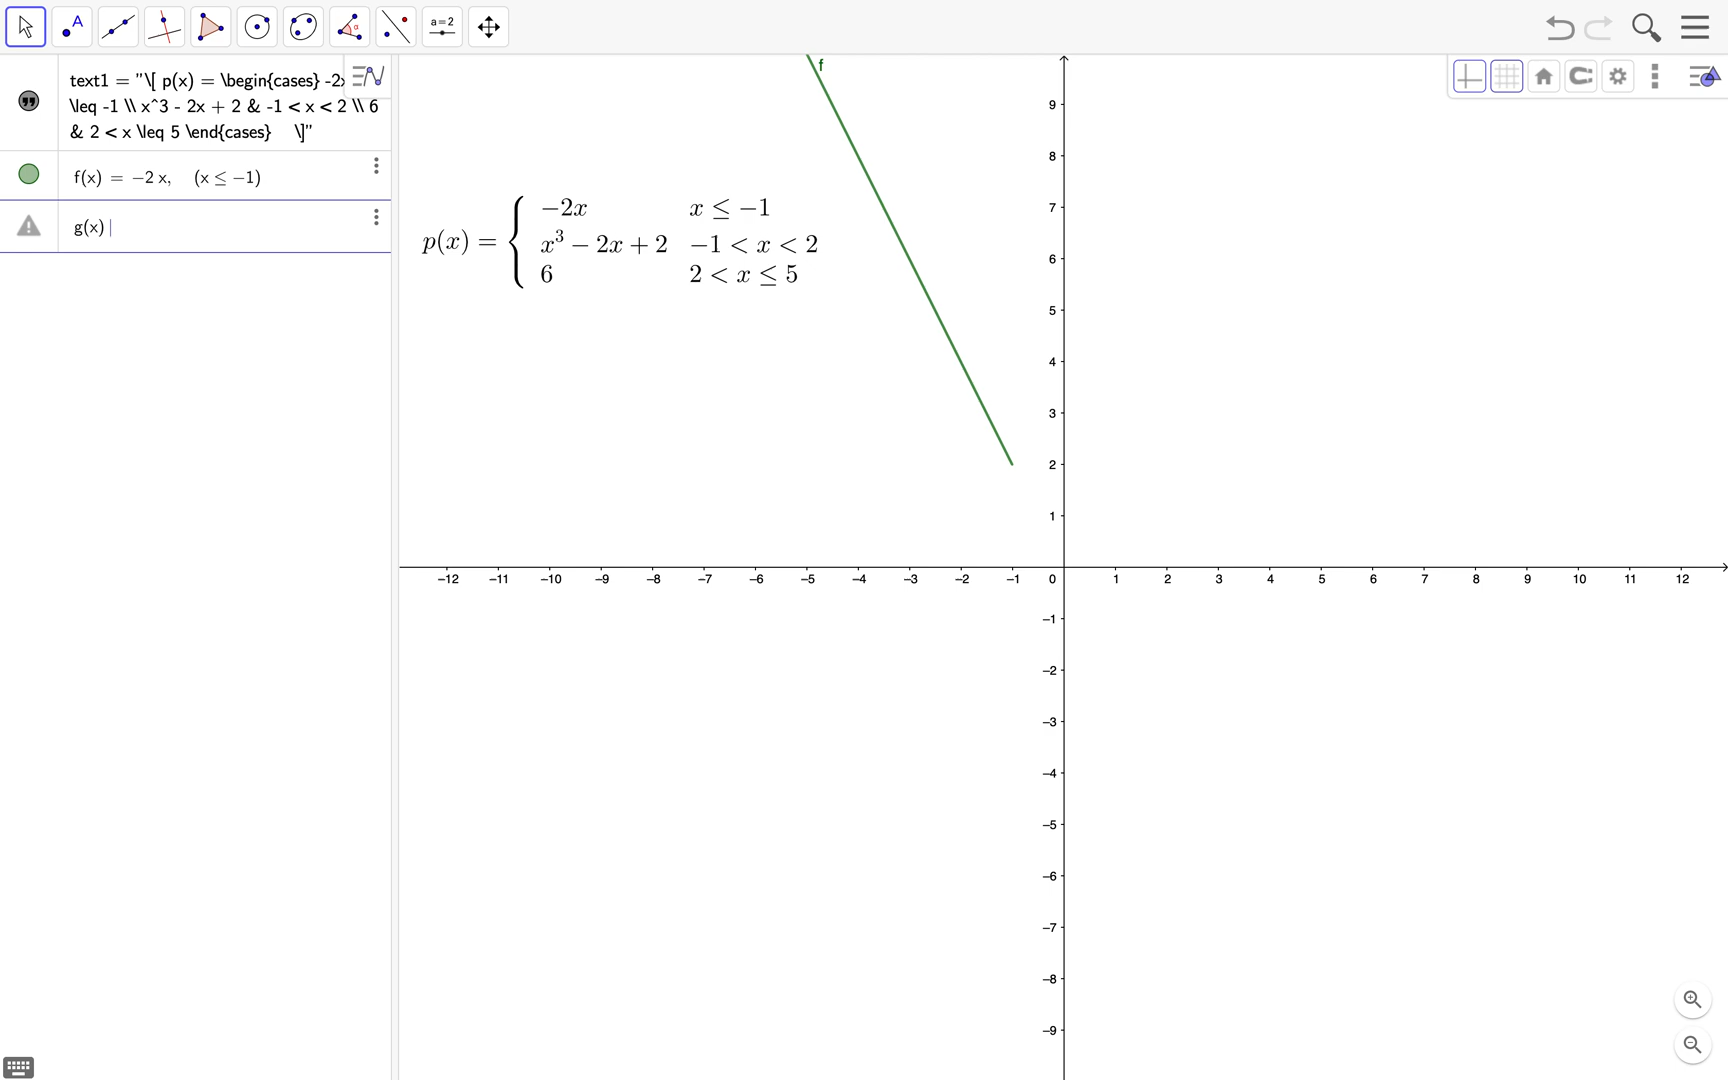 A
α
a=2
text1 = "\[ p(x) = \begin{cases} -2x
\leq -1 \\ x^3 - 2x + 2 & -1 < x < 2 \\ 6
& 2 < x \leq 5 \end{cases} \]"
f(x) = −2 x, (x ≤ −1)
g(x)
f
p(x) = { −2x x ≤ −1
x³ − 2x + 2 −1 < x < 2
6 2 < x ≤ 5
9
8
7
6
5
4
3
2
1
−12 −11 −10 −9 −8 −7 −6 −5 −4 −3 −2 −1 0 1 2 3 4 5 6 7 8 9 10 11 12
−1
−2
−3
−4
−5
−6
−7
−8
−9